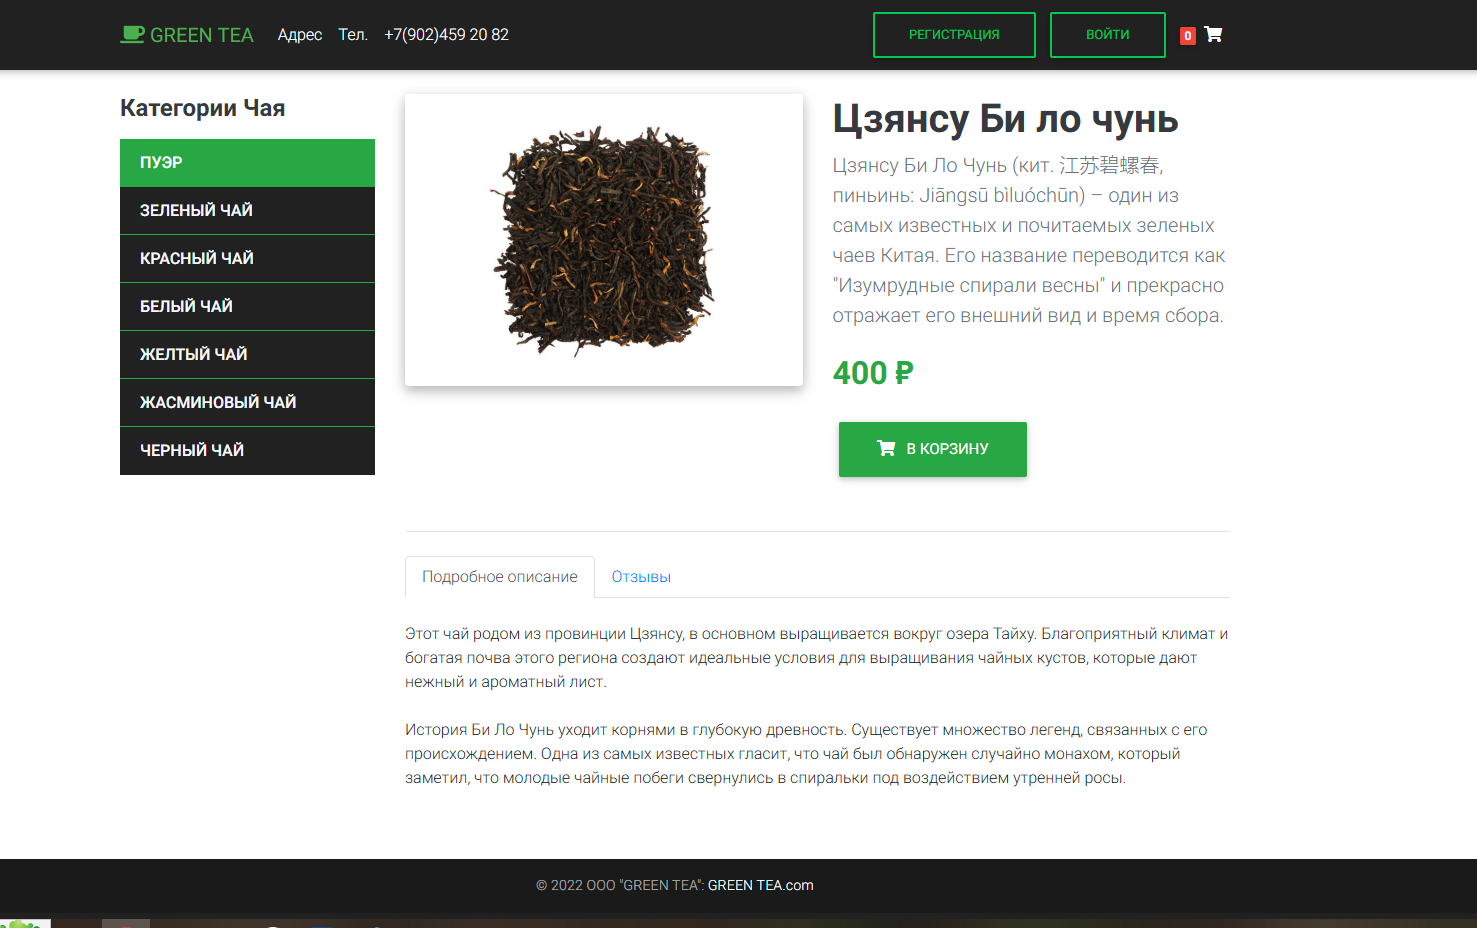 GREEN TEA Адрес Тел. +7(902)459 20 82 РЕГИСТРАЦИЯ ВОЙТИ 0
Категории Чая
ПУЭР
ЗЕЛЕНЫЙ ЧАЙ
КРАСНЫЙ ЧАЙ
БЕЛЫЙ ЧАЙ
ЖЕЛТЫЙ ЧАЙ
ЖАСМИНОВЫЙ ЧАЙ
ЧЕРНЫЙ ЧАЙ
Цзянсу Би ло чунь
Цзянсу Би Ло Чунь (кит. 江苏碧螺春,
пиньинь: Jiāngsū bìluóchūn) – один из
самых известных и почитаемых зеленых
чаев Китая. Его название переводится как
"Изумрудные спирали весны" и прекрасно
отражает его внешний вид и время сбора.
400 ₽
В КОРЗИНУ
Подробное описание Отзывы
Этот чай родом из провинции Цзянсу, в основном выращивается вокруг озера Тайху. Благоприятный климат и
богатая почва этого региона создают идеальные условия для выращивания чайных кустов, которые дают
нежный и ароматный лист.
История Би Ло Чунь уходит корнями в глубокую древность. Существует множество легенд, связанных с его
происхождением. Одна из самых известных гласит, что чай был обнаружен случайно монахом, который
заметил, что молодые чайные побеги свернулись в спиральки под воздействием утренней росы.
© 2022 ООО "GREEN TEA": GREEN TEA.com